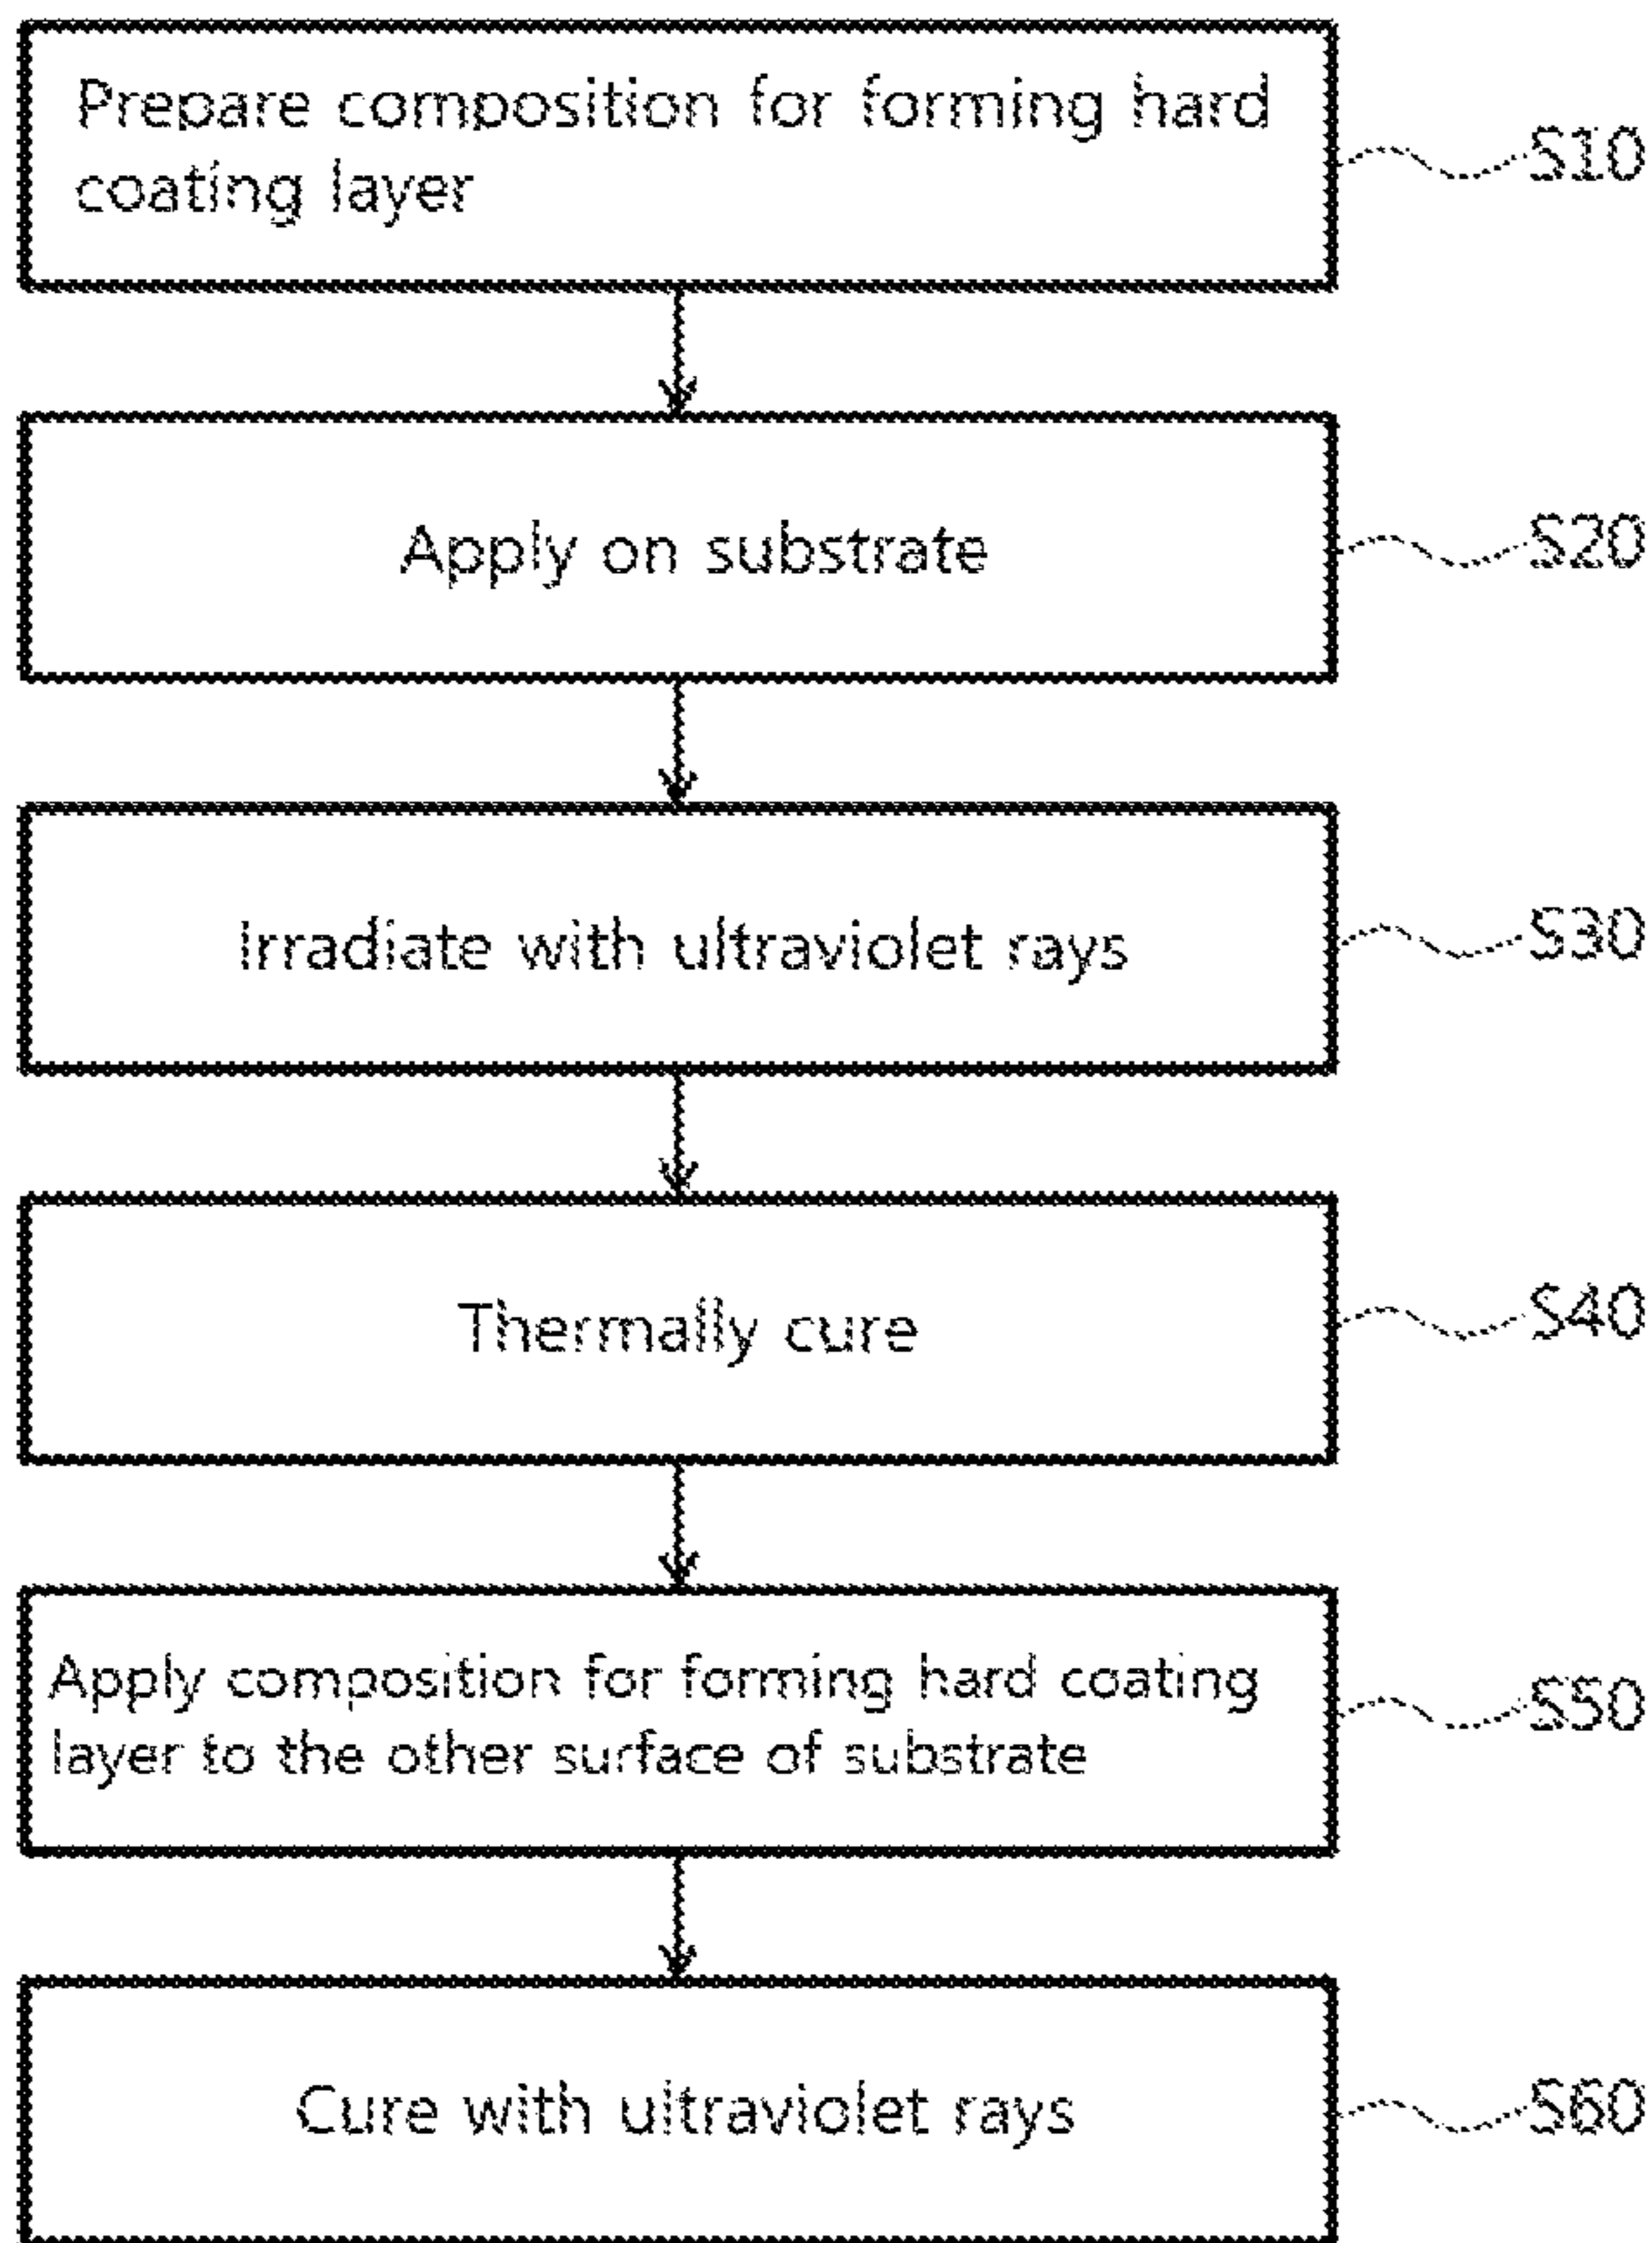 Prepare composition for forming hard
coating layer
S10
Apply on substrate
S20
Irradiate with ultraviolet rays
S30
Thermally cure
S40
Apply composition for forming hard coating
layer to the other surface of substrate
S50
Cure with ultraviolet rays
S60